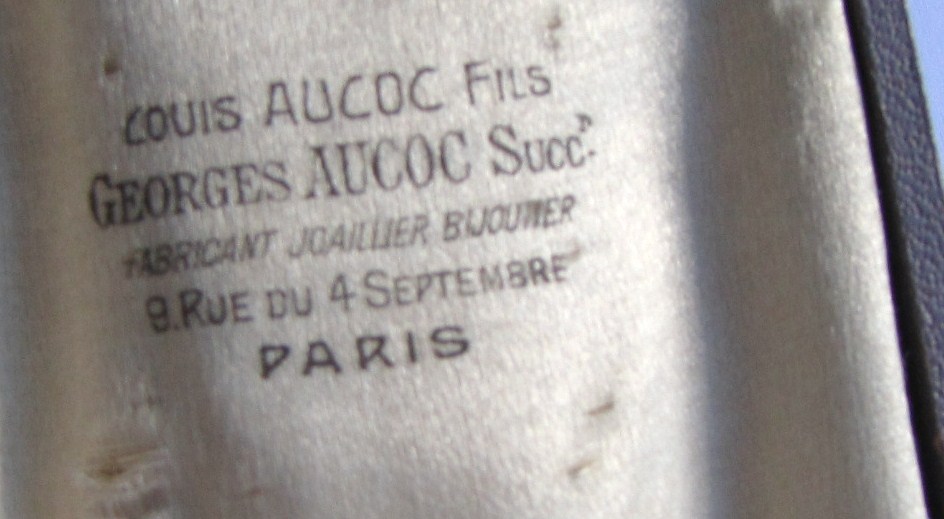 LOUIS AUCOC FILS
GEORGES AUCOC SUCCR.
FABRICANT JOAILLIER BIJOUTIER
9. RUE DU 4 SEPTEMBRE
PARIS